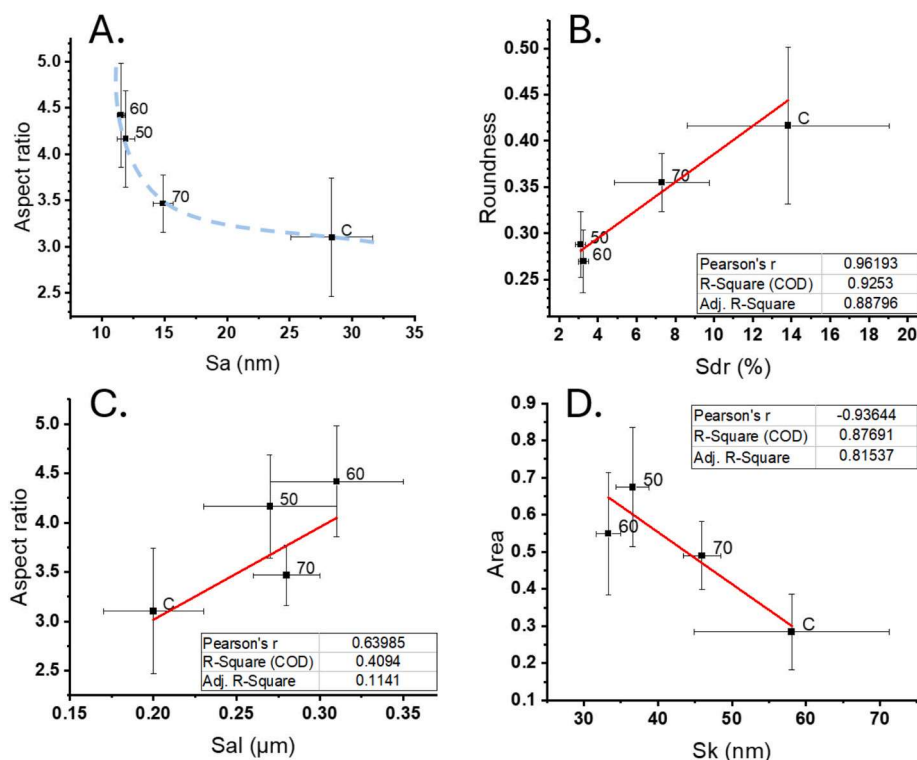 A.
5.0
4.5
4.0
3.5
3.0
2.5
Aspect ratio
60
50
70
C
10 15 20 25 30 35
Sa (nm)
B.
0.50
0.45
0.40
0.35
0.30
0.25
Roundness
C
70
50
60
Pearson's r 0.96193
R-Square (COD) 0.9253
Adj. R-Square 0.88796
2 4 6 8 10 12 14 16 18 20
Sdr (%)
C.
5.0
4.5
4.0
3.5
3.0
2.5
Aspect ratio
60
50
70
C
Pearson's r 0.63985
R-Square (COD) 0.4094
Adj. R-Square 0.1141
0.15 0.20 0.25 0.30 0.35
Sal (µm)
D.
0.9
0.8
0.7
0.6
0.5
0.4
0.3
0.2
0.1
Area
Pearson's r -0.93644
R-Square (COD) 0.87691
Adj. R-Square 0.81537
50
60
70
C
30 40 50 60 70
Sk (nm)